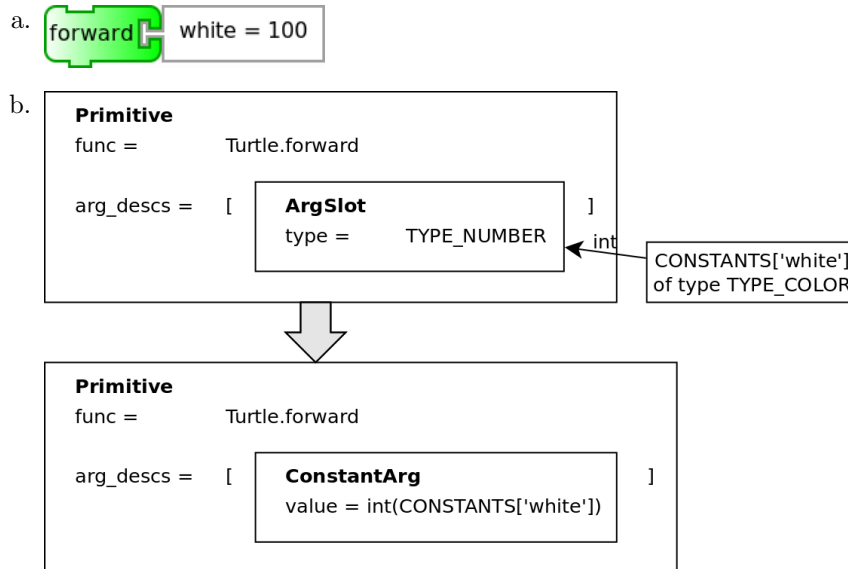 a.
forward white = 100
b.
Primitive
func = Turtle.forward
arg_descs = [ ArgSlot ]
type = TYPE_NUMBER
int
CONSTANTS['white']
of type TYPE_COLOR
Primitive
func = Turtle.forward
arg_descs = [ ConstantArg ]
value = int(CONSTANTS['white'])